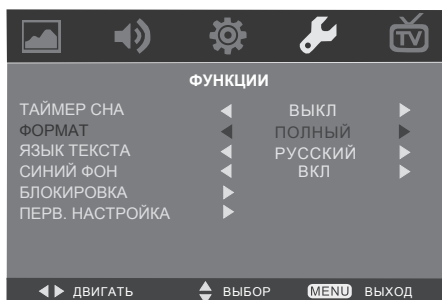 TV
ФУНКЦИИ
ТАЙМЕР СНА ВЫКЛ
ФОРМАТ ПОЛНЫЙ
ЯЗЫК ТЕКСТА РУССКИЙ
СИНИЙ ФОН ВКЛ
БЛОКИРОВКА
ПЕРВ. НАСТРОЙКА
ДВИГАТЬ ВЫБОР MENU ВЫХОД